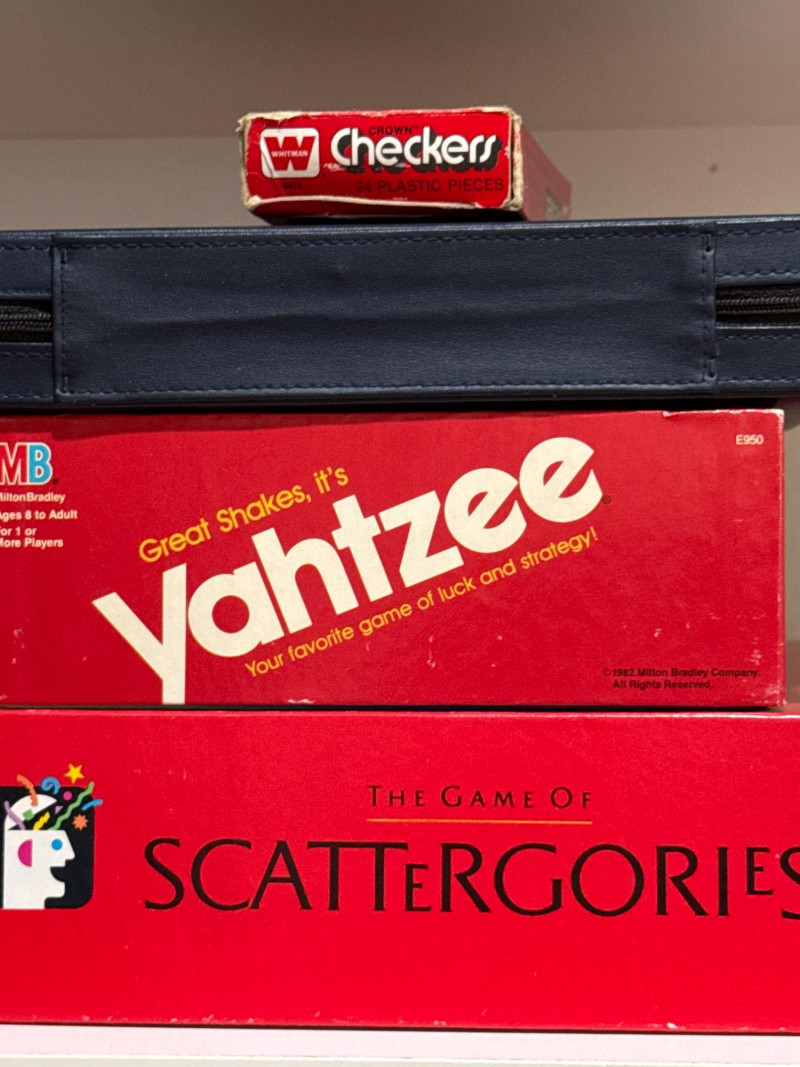 CROWN
WHITMAN
Checkers
24 PLASTIC PIECES
MB
E950
MiltonBradley
Ages 8 to Adult
For 1 or
More Players
Great Shakes, it's
Yahtzee®
Your favorite game of luck and strategy!
©1982 Milton Bradley Company.
All Rights Reserved.
THE GAME OF
SCATTERGORIES